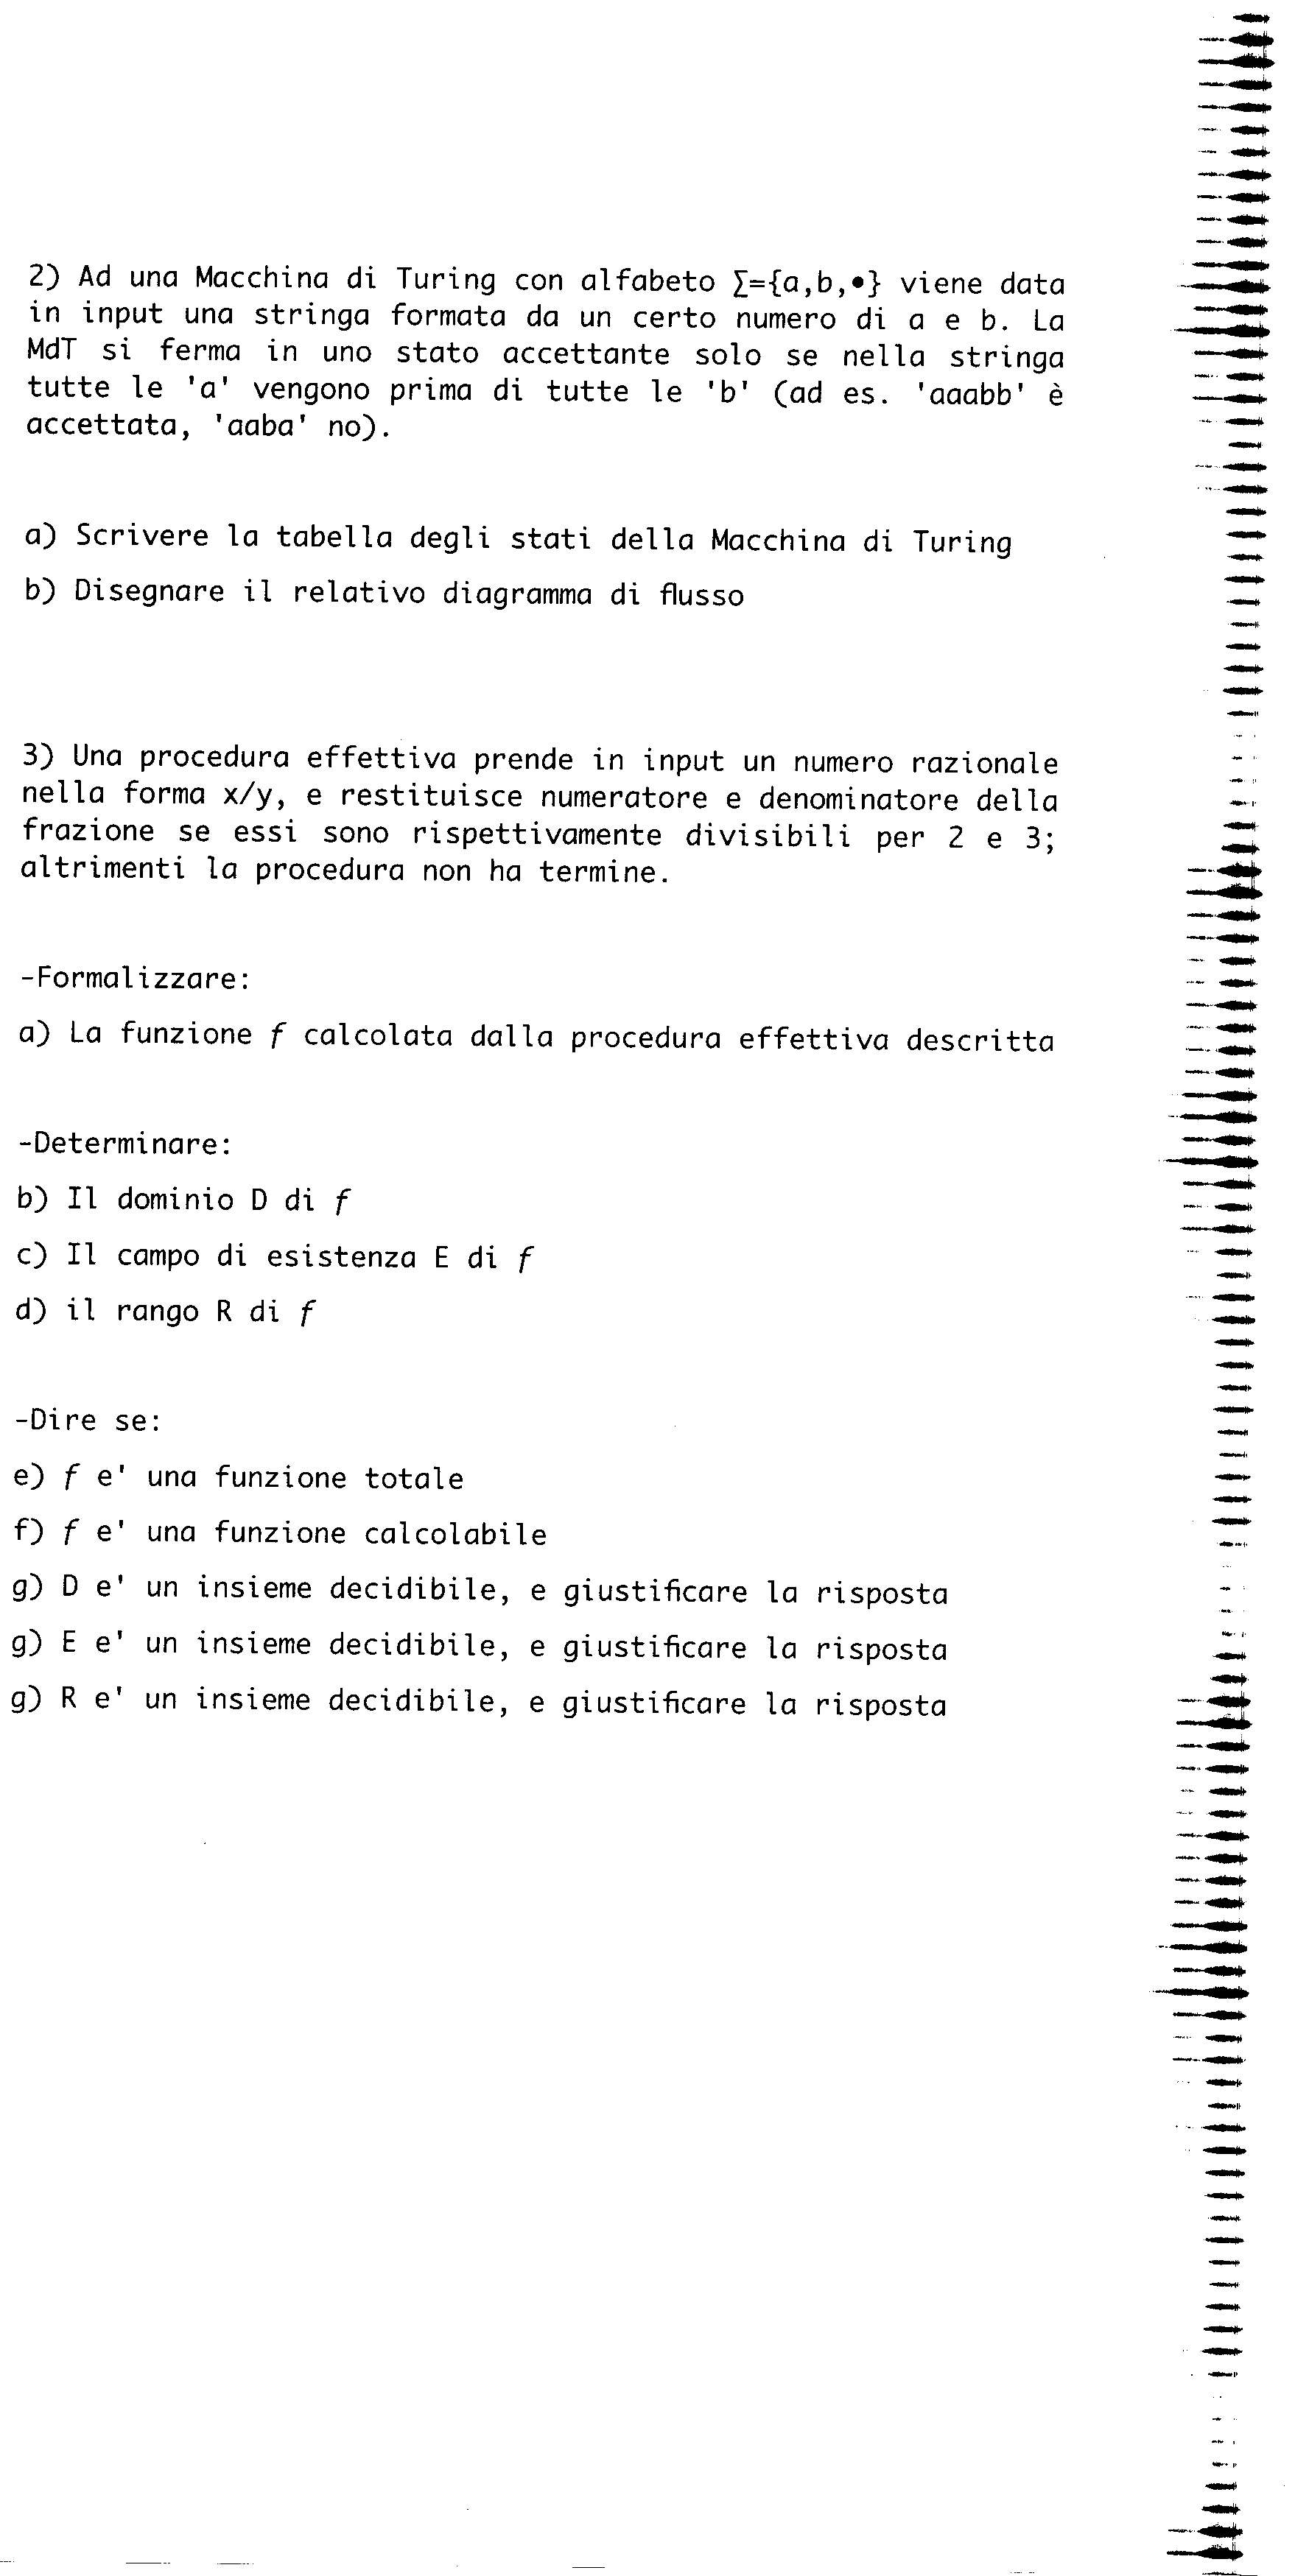 2) Ad una Macchina di Turing con alfabeto ∑={a,b,•} viene data
in input una stringa formata da un certo numero di a e b. La
MdT si ferma in uno stato accettante solo se nella stringa
tutte le 'a' vengono prima di tutte le 'b' (ad es. 'aaabb' è
accettata, 'aaba' no).
a) Scrivere la tabella degli stati della Macchina di Turing
b) Disegnare il relativo diagramma di flusso
3) Una procedura effettiva prende in input un numero razionale
nella forma x/y, e restituisce numeratore e denominatore della
frazione se essi sono rispettivamente divisibili per 2 e 3;
altrimenti la procedura non ha termine.
-Formalizzare:
a) La funzione f calcolata dalla procedura effettiva descritta
-Determinare:
b) Il dominio D di f
c) Il campo di esistenza E di f
d) il rango R di f
-Dire se:
e) f e' una funzione totale
f) f e' una funzione calcolabile
g) D e' un insieme decidibile, e giustificare la risposta
g) E e' un insieme decidibile, e giustificare la risposta
g) R e' un insieme decidibile, e giustificare la risposta